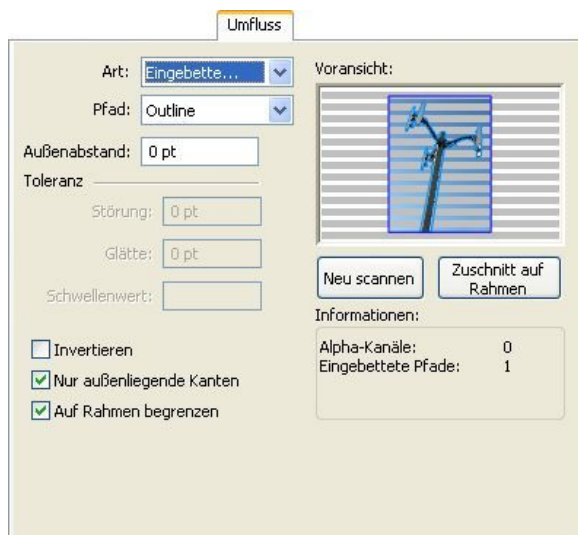 Umfluss
Art: Eingebette...
Pfad: Outline
Außenabstand: 0 pt
Toleranz
Störung: 0 pt
Glätte: 0 pt
Schwellenwert:
Invertieren
Nur außenliegende Kanten
Auf Rahmen begrenzen
Voransicht:
Neu scannen
Zuschnitt auf
Rahmen
Informationen:
Alpha-Kanäle: 0
Eingebettete Pfade: 1